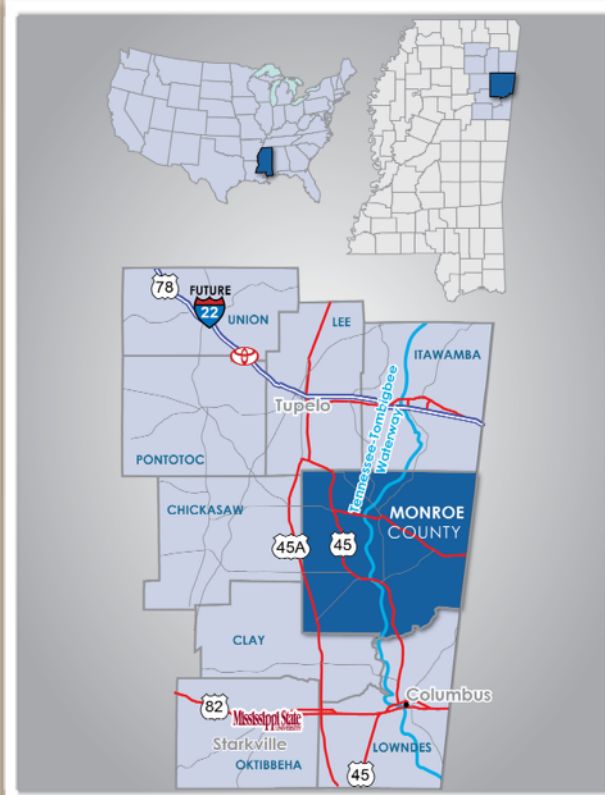 78
FUTURE
22
UNION
LEE
ITAWAMBA
Tupelo
Tennessee-Tombigbee
Waterway
PONTOTOC
CHICKASAW
MONROE
COUNTY
45A
45
CLAY
Columbus
82
Mississippi State
UNIVERSITY
Starkville
LOWNDES
OKTIBBEHA
45